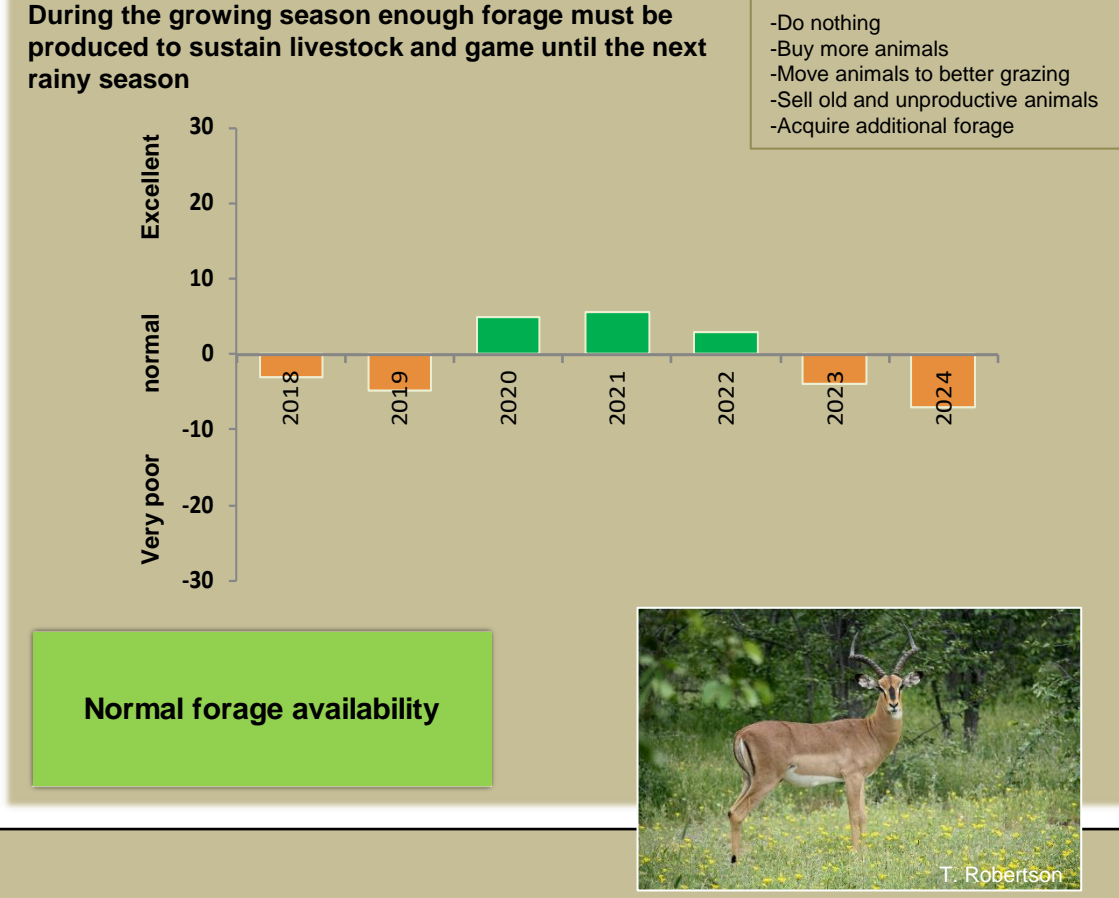 During the growing season enough forage must be
produced to sustain livestock and game until the next
rainy season
-Do nothing
-Buy more animals
-Move animals to better grazing
-Sell old and unproductive animals
-Acquire additional forage
Excellent
normal
Very poor
30
20
10
0
-10
-20
-30
2018
2019
2020
2021
2022
2023
2024
Normal forage availability
T. Robertson